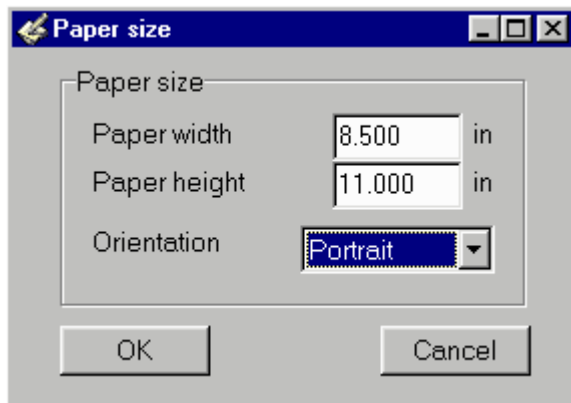 Paper size
Paper size
Paper width 8.500 in
Paper height 11.000 in
Orientation Portrait
OK Cancel